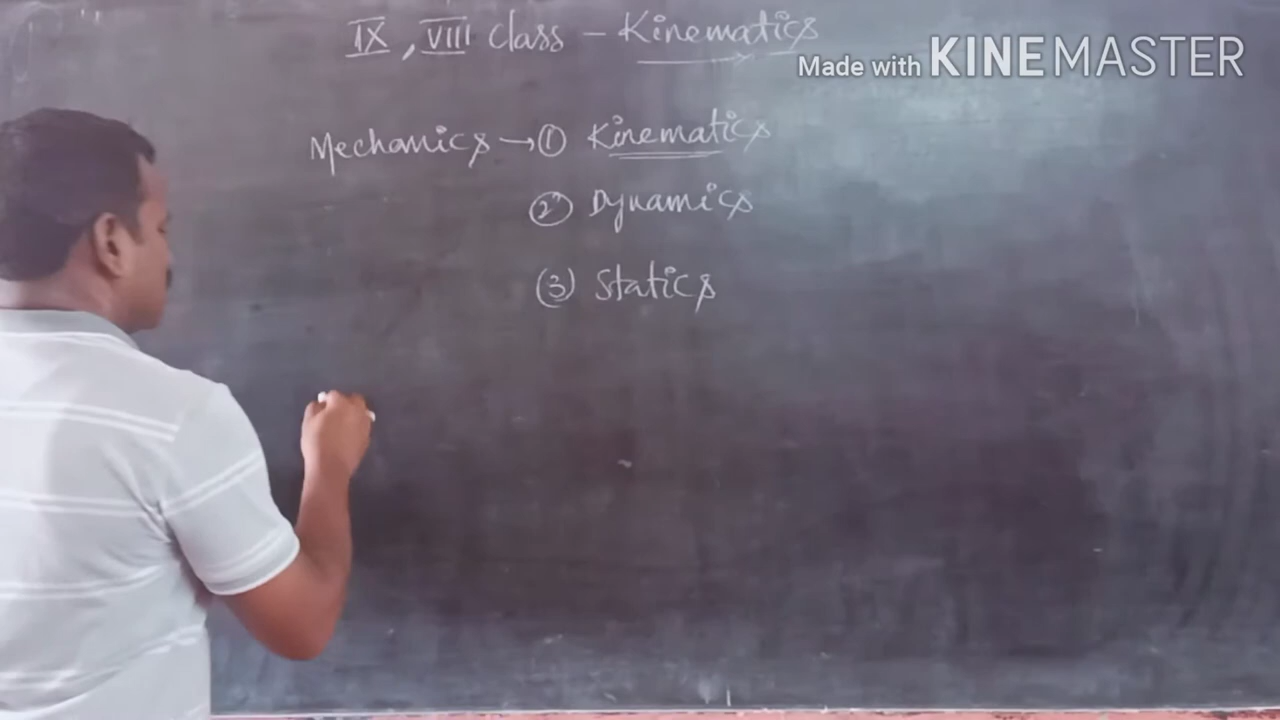 IX, VIII Class - Kinematics
Made with KINEMASTER
Mechanics → ① Kinematics
② Dynamics
(3) Statics